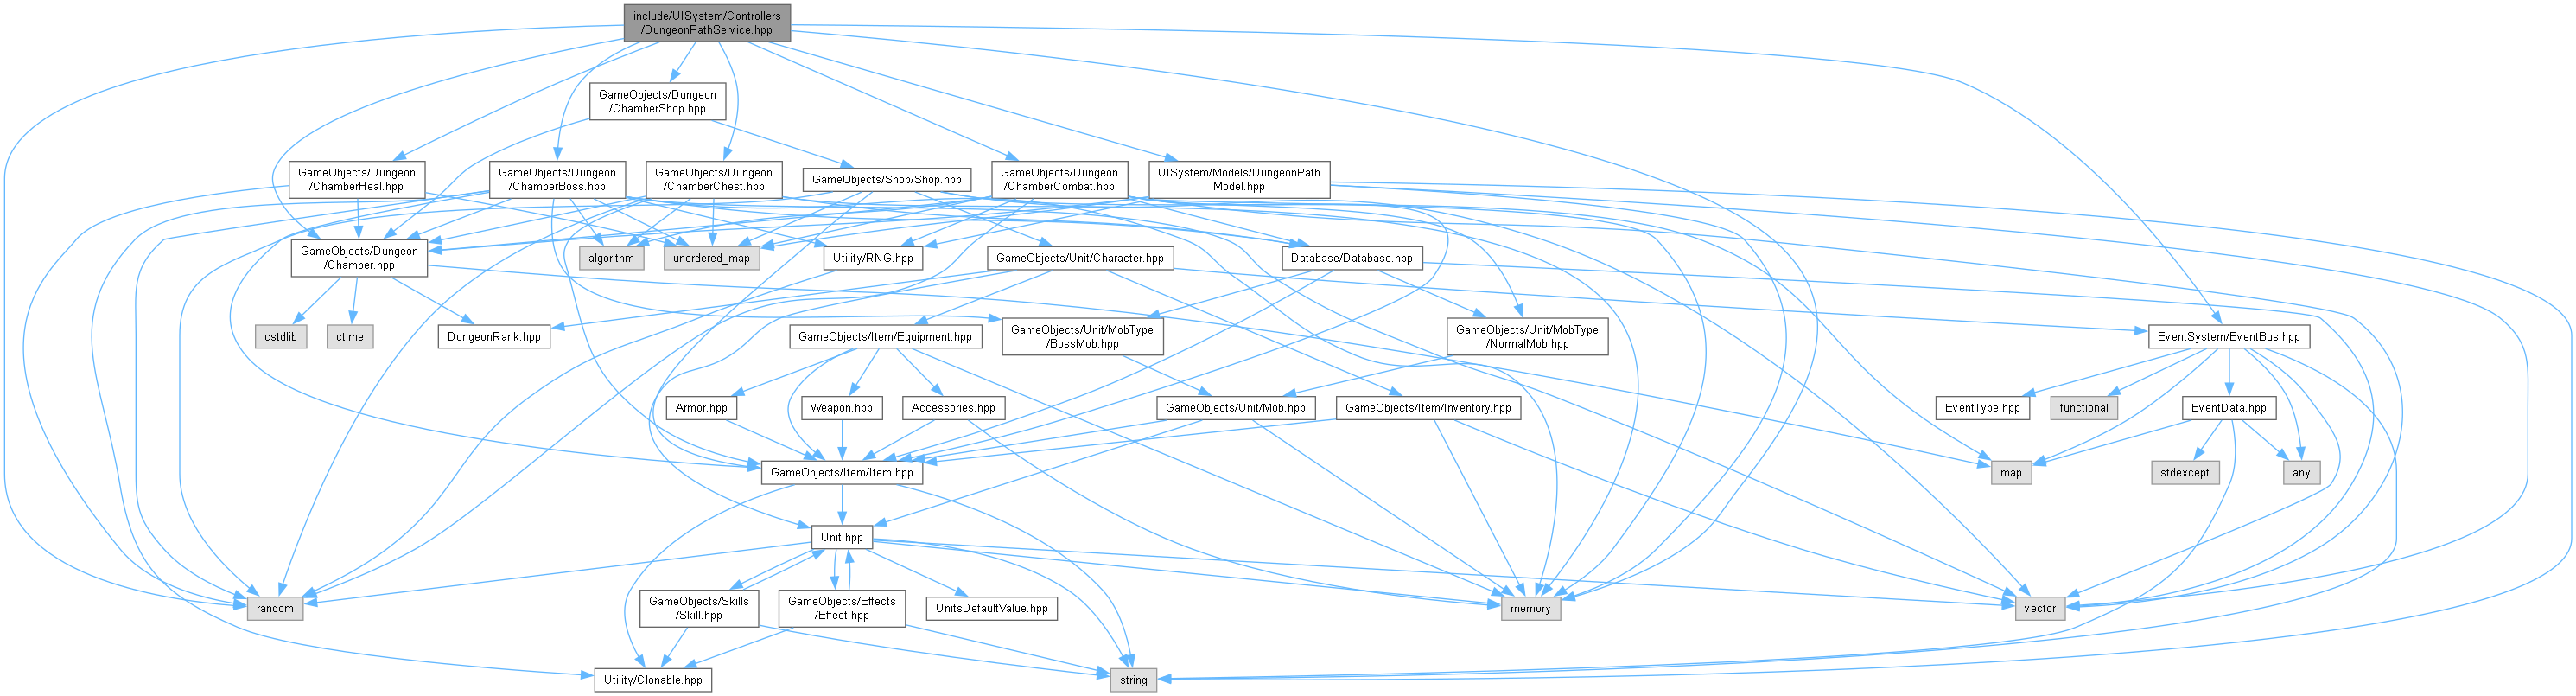 include/UISystem/Controllers
/DungeonPathService.hpp
GameObjects/Dungeon
/ChamberShop.hpp
GameObjects/Dungeon
/ChamberHeal.hpp
GameObjects/Dungeon
/ChamberBoss.hpp
GameObjects/Dungeon
/ChamberChest.hpp
GameObjects/Shop/Shop.hpp
GameObjects/Dungeon
/ChamberCombat.hpp
UISystem/Models/DungeonPath
Model.hpp
GameObjects/Dungeon
/Chamber.hpp
algorithm
unordered_map
Utility/RNG.hpp
GameObjects/Unit/Character.hpp
Database/Database.hpp
cstdlib
ctime
DungeonRank.hpp
GameObjects/Item/Equipment.hpp
GameObjects/Unit/MobType
/BossMob.hpp
GameObjects/Unit/MobType
/NormalMob.hpp
EventSystem/EventBus.hpp
Armor.hpp
Weapon.hpp
Accessories.hpp
GameObjects/Unit/Mob.hpp
GameObjects/Item/Inventory.hpp
EventType.hpp
functional
EventData.hpp
GameObjects/Item/Item.hpp
map
stdexcept
any
Unit.hpp
random
GameObjects/Skills
/Skill.hpp
GameObjects/Effects
/Effect.hpp
UnitsDefaultValue.hpp
memory
vector
Utility/Clonable.hpp
string